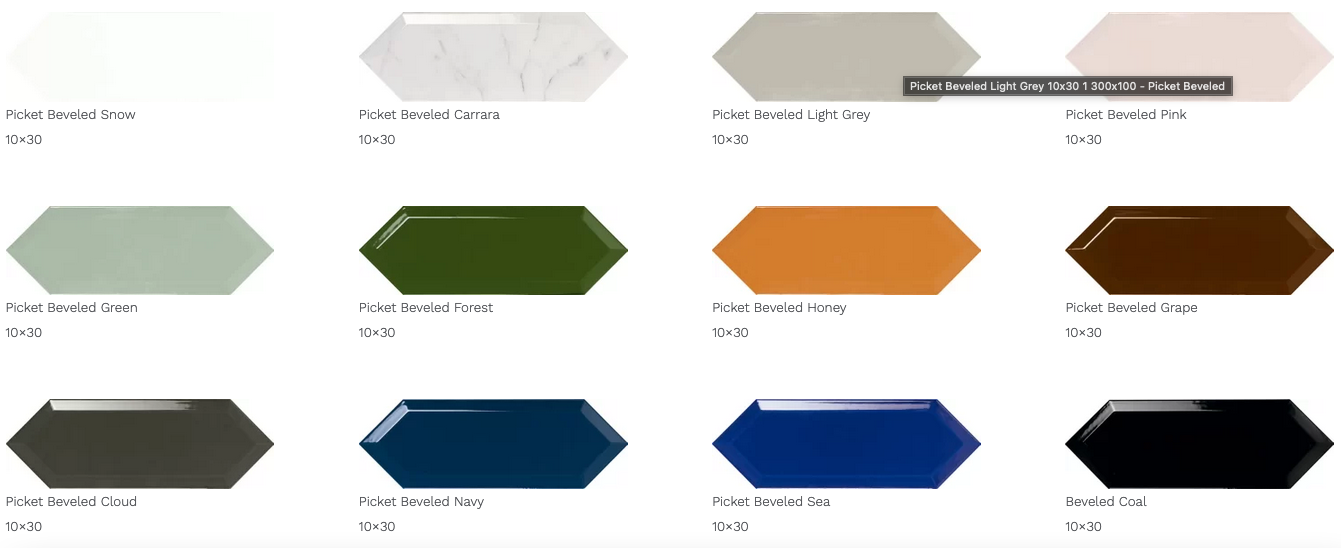 Picket Beveled Light Grey 10x30 1 300x100 - Picket Beveled
Picket Beveled Snow
10×30
Picket Beveled Carrara
10×30
Picket Beveled Light Grey
10×30
Picket Beveled Pink
10×30
Picket Beveled Green
10×30
Picket Beveled Forest
10×30
Picket Beveled Honey
10×30
Picket Beveled Grape
10×30
Picket Beveled Cloud
10×30
Picket Beveled Navy
10×30
Picket Beveled Sea
10×30
Beveled Coal
10×30